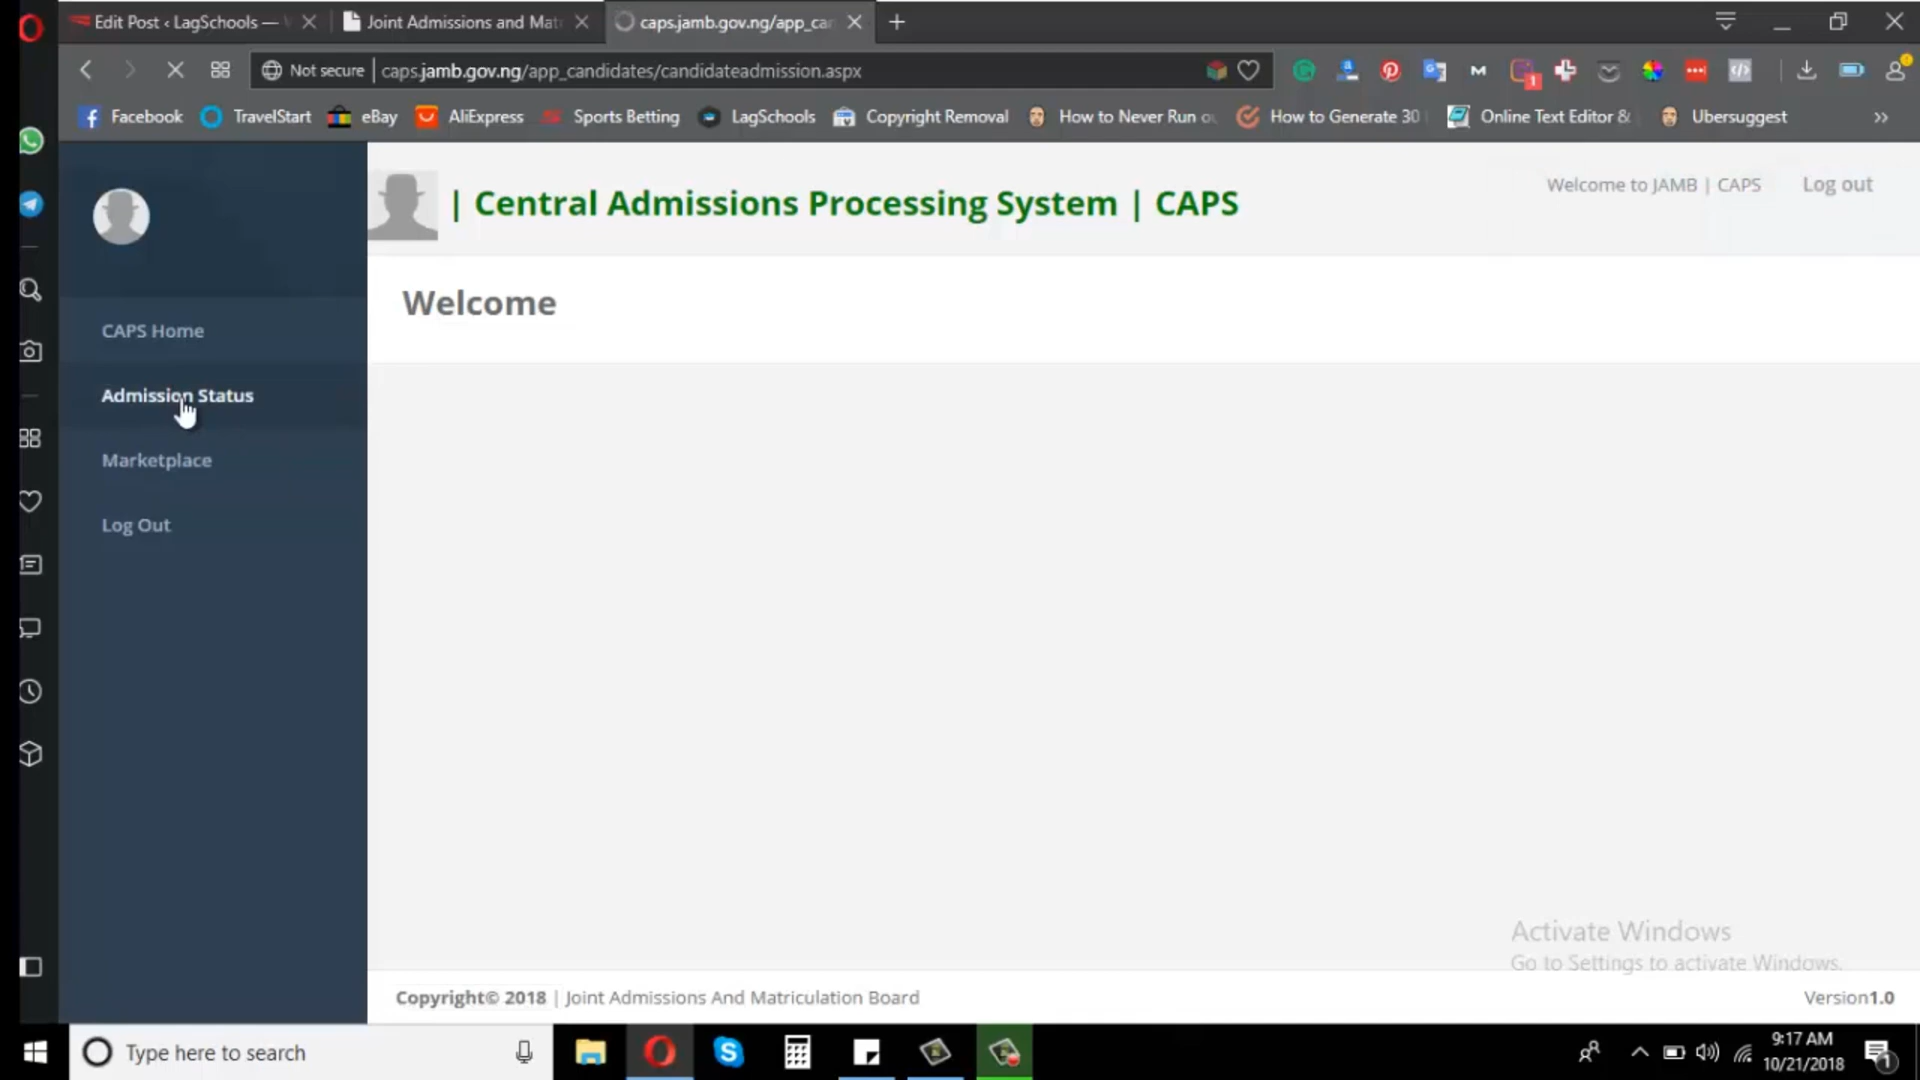 Edit Post ‹ LagSchools —
Joint Admissions and Mat
caps.jamb.gov.ng/app_ca
Not secure
caps.jamb.gov.ng/app_candidates/candidateadmission.aspx
Facebook
TravelStart
eBay
AliExpress
Sports Betting
LagSchools
Copyright Removal
How to Never Run
How to Generate 30
Online Text Editor &
Ubersuggest
»
| Central Admissions Processing System | CAPS
Welcome to JAMB | CAPS
Log out
Welcome
CAPS Home
Admission Status
Marketplace
Log Out
Activate Windows
Go to Settings to activate Windows.
Copyright© 2018 | Joint Admissions And Matriculation Board
Version1.0
Type here to search
9:17 AM
10/21/2018
1